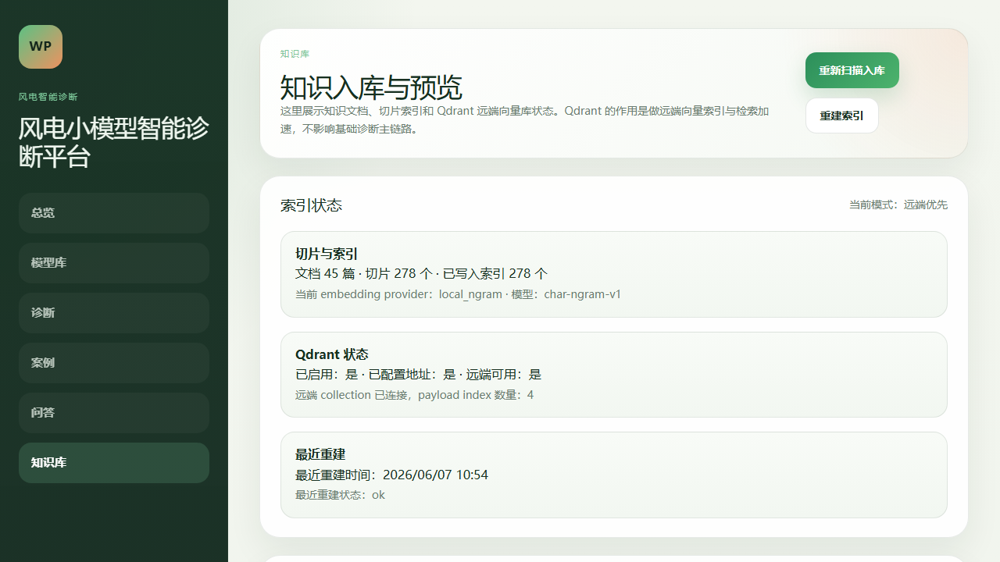 WP
风电智能诊断
风电小模型智能诊
断平台
总览
模型库
诊断
案例
问答
知识库
知识库
知识入库与预览
这里展示知识文档、切片索引和 Qdrant 远端向量库状态。Qdrant 的作用是做远端向量索引与检索加
速，不影响基础诊断主链路。
重新扫描入库
重建索引
索引状态
当前模式：远端优先
切片与索引
文档 45 篇 · 切片 278 个 · 已写入索引 278 个
当前 embedding provider：local_ngram · 模型：char-ngram-v1
Qdrant 状态
已启用：是 · 已配置地址：是 · 远端可用：是
远端 collection 已连接，payload index 数量：4
最近重建
最近重建时间：2026/06/07 10:54
最近重建状态：ok